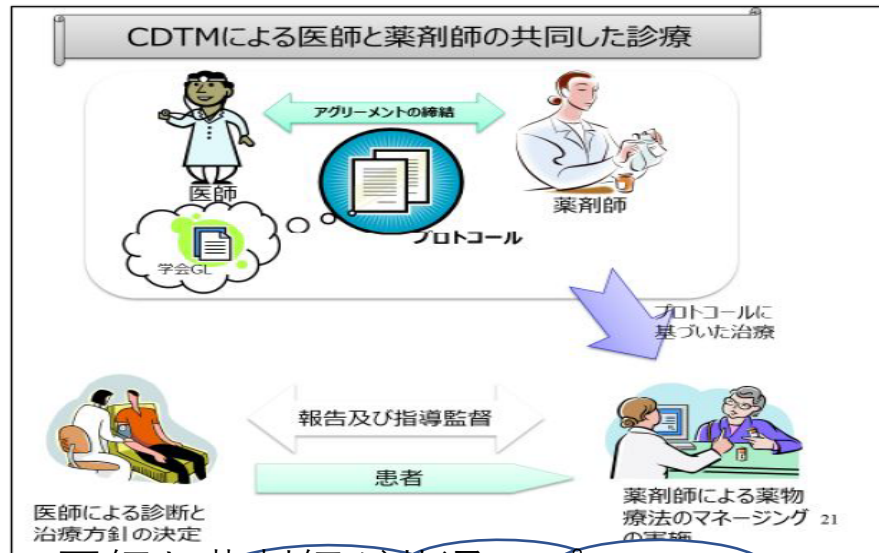 CDTMによる医師と薬剤師の共同した診療
アグリーメントの締結
医師
薬剤師
プロトコール
学会GL
プロトコールに
基づいた治療
報告及び指導監督
患者
医師による診断と
治療方針の決定
薬剤師による薬物
療法のマネージング
の実施
21